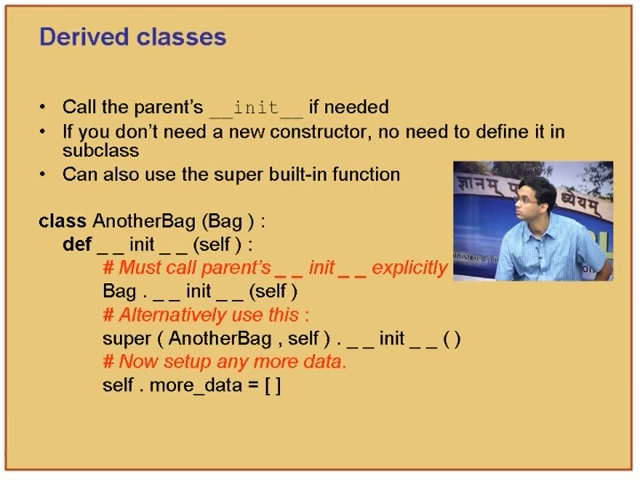 Derived classes
• Call the parent's __init__ if needed
• If you don't need a new constructor, no need to define it in
subclass
• Can also use the super built-in function
class AnotherBag (Bag ) :
def _ _ init _ _ (self ) :
# Must call parent's _ _ init _ _ explicitly
Bag . _ _ init _ _ (self )
# Alternatively use this :
super ( AnotherBag , self ) . _ _ init _ _ ( )
# Now setup any more data.
self . more_data = [ ]
ज्ञानम् ध्येयम्